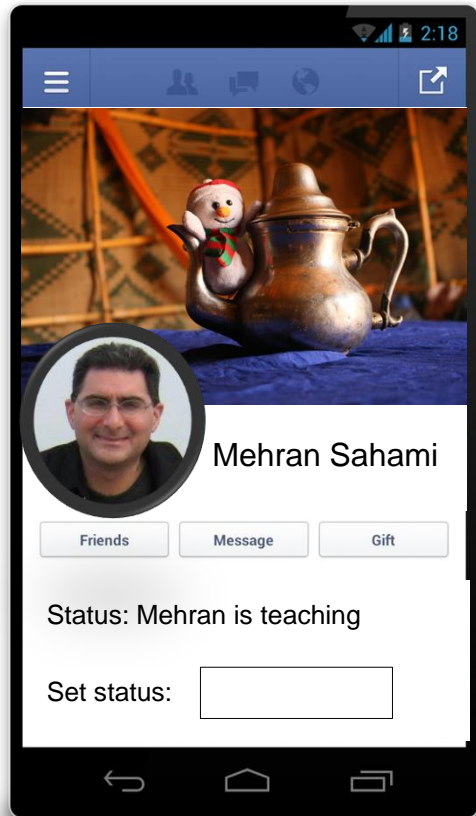 2:18
Mehran Sahami
Friends Message Gift
Status: Mehran is teaching
Set status: